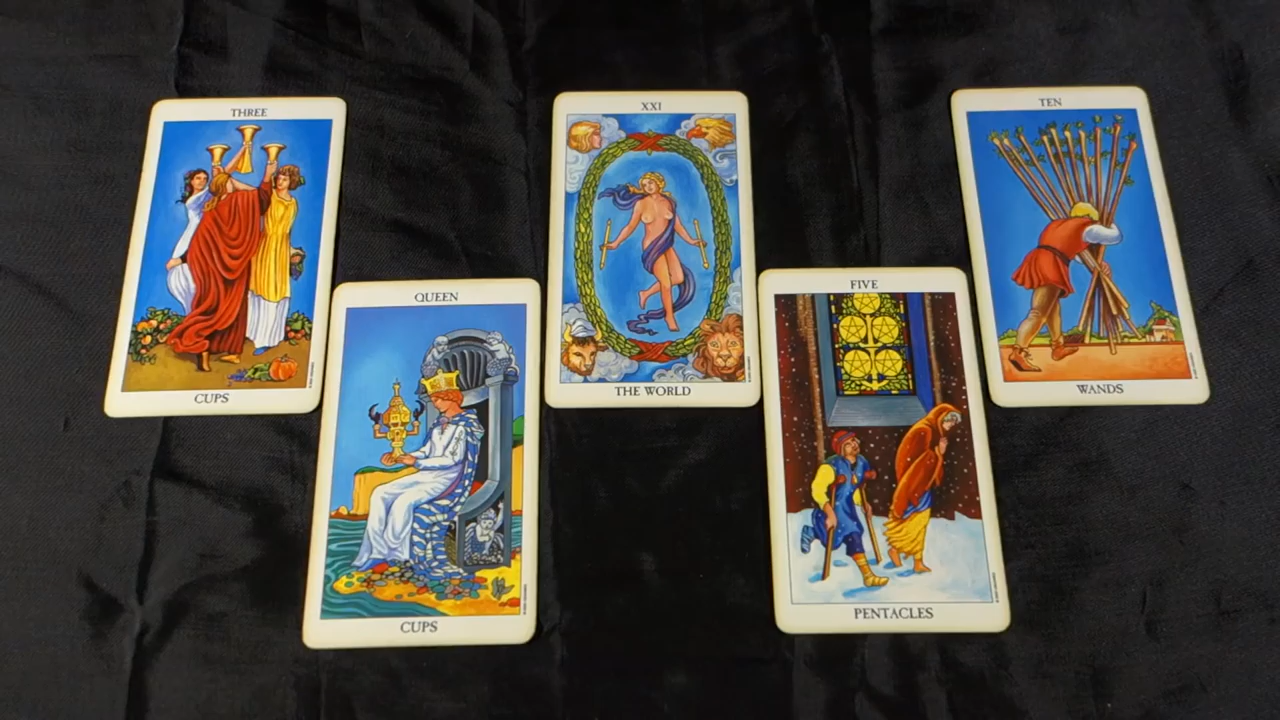 THREE
CUPS
QUEEN
CUPS
XXI
THE WORLD
FIVE
PENTACLES
TEN
WANDS